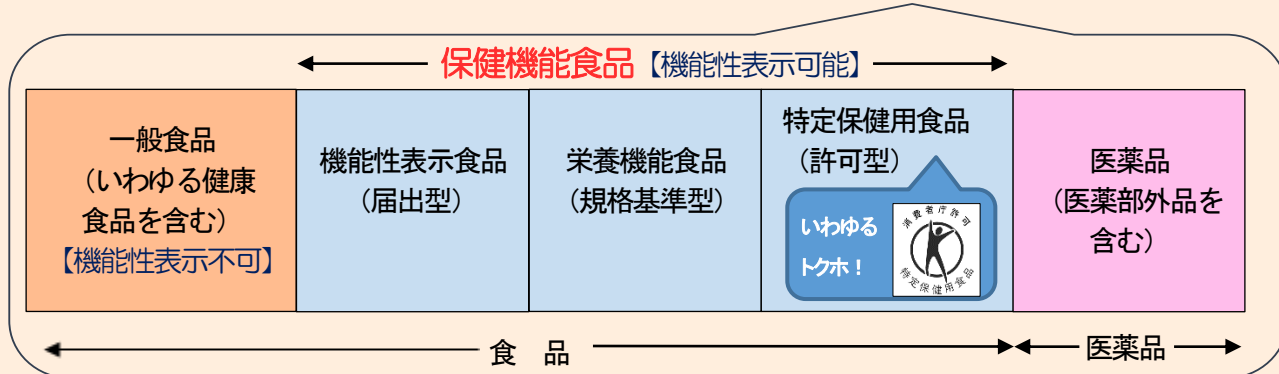 保健機能食品【機能性表示可能】
一般食品
（いわゆる健康
食品を含む）
【機能性表示不可】
機能性表示食品
（届出型）
栄養機能食品
（規格基準型）
特定保健用食品
（許可型）
いわゆる
トクホ！
消費者庁許可
特定保健用食品
医薬品
（医薬部外品を
含む）
食　品
医薬品